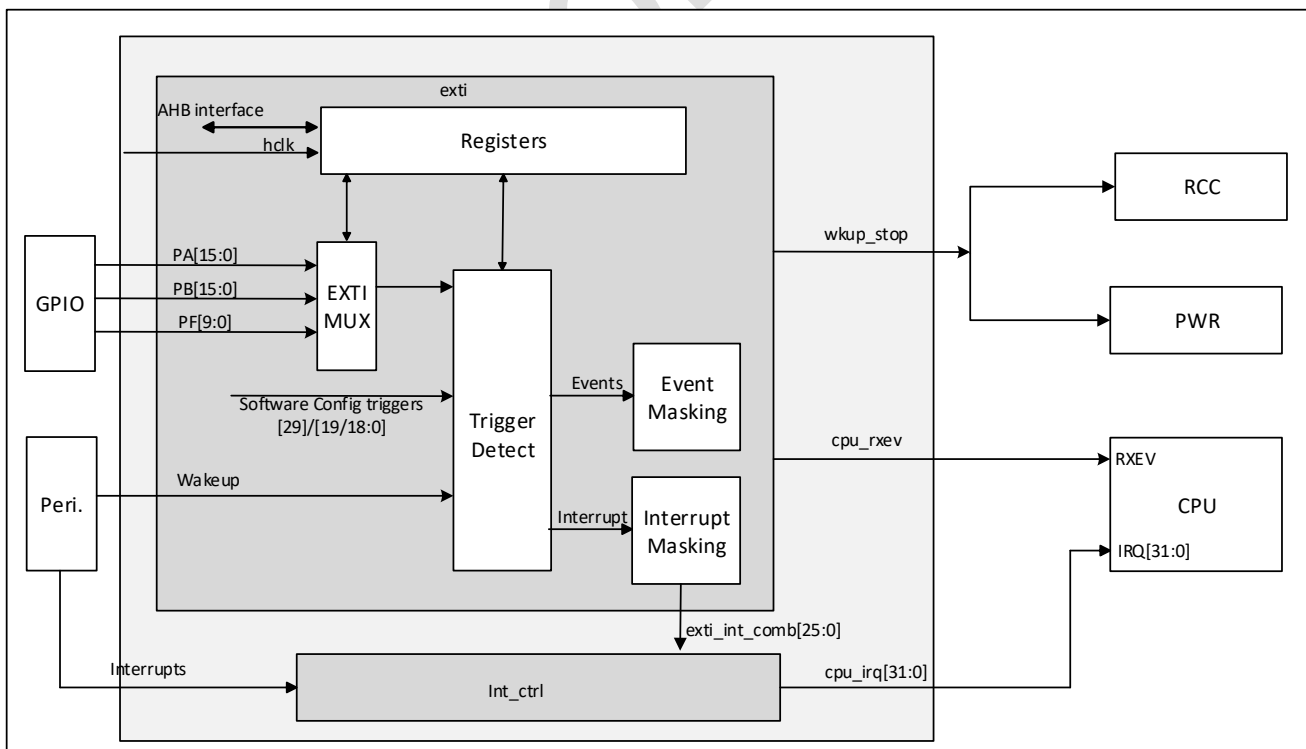 exti
AHB interface
hclk
Registers
RCC
wkup_stop
PA[15:0]
PB[15:0]
PF[9:0]
GPIO
EXTI
MUX
PWR
Software Config triggers
[29]/[19/18:0]
Trigger
Detect
Events
Event
Masking
cpu_rxev
RXEV
CPU
IRQ[31:0]
Peri.
Wakeup
Interrupt
Interrupt
Masking
exti_int_comb[25:0]
Interrupts
Int_ctrl
cpu_irq[31:0]